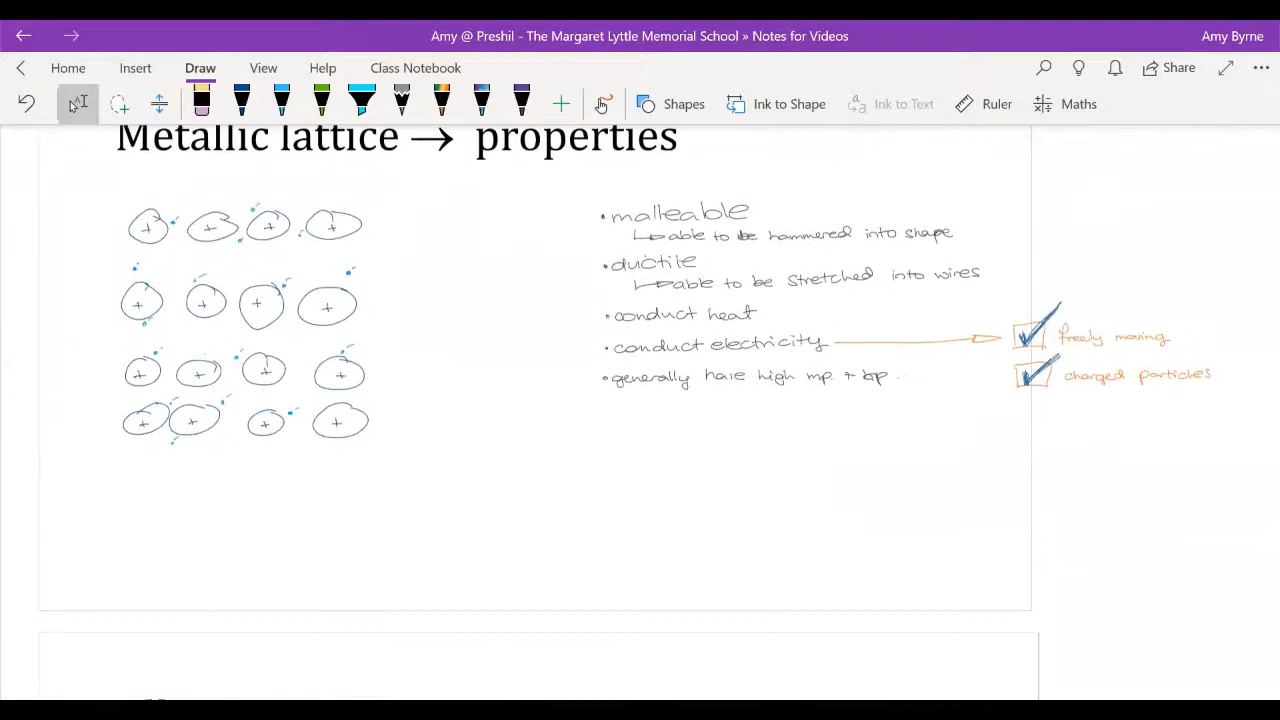 Amy @ Preshil - The Margaret Lyttle Memorial School » Notes for Videos
Amy Byrne
Home Insert Draw View Help Class Notebook
Share
Shapes Ink to Shape Ink to Text Ruler Maths
Metallic lattice → properties
• malleable
↳ able to be hammered into shape
• ductile
↳ able to be stretched into wires
• conduct heat
• conduct electricity → freely moving
• generally have high mp. + bp.
charged particles
+ + + +
+ + + +
+ + + +
+ + + +